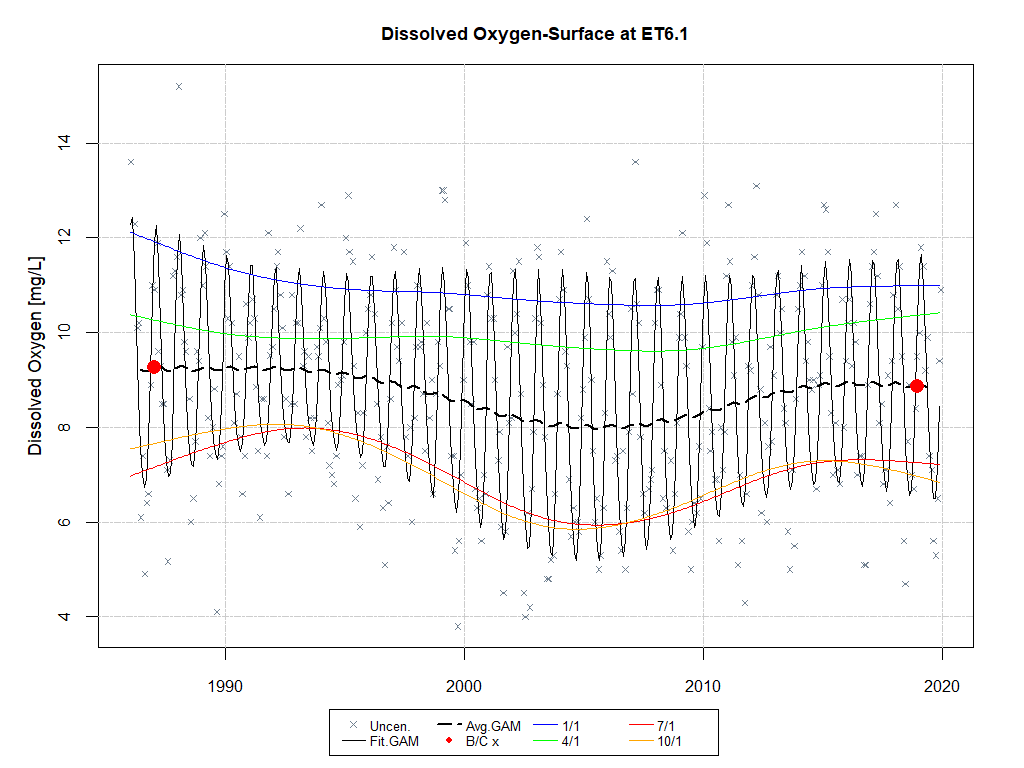 Dissolved Oxygen-Surface at ET6.1
Dissolved Oxygen [mg/L]
14
12
10
8
6
4
1990 2000 2010 2020
Uncen. Avg.GAM 1/1 7/1
Fit.GAM B/C x 4/1 10/1